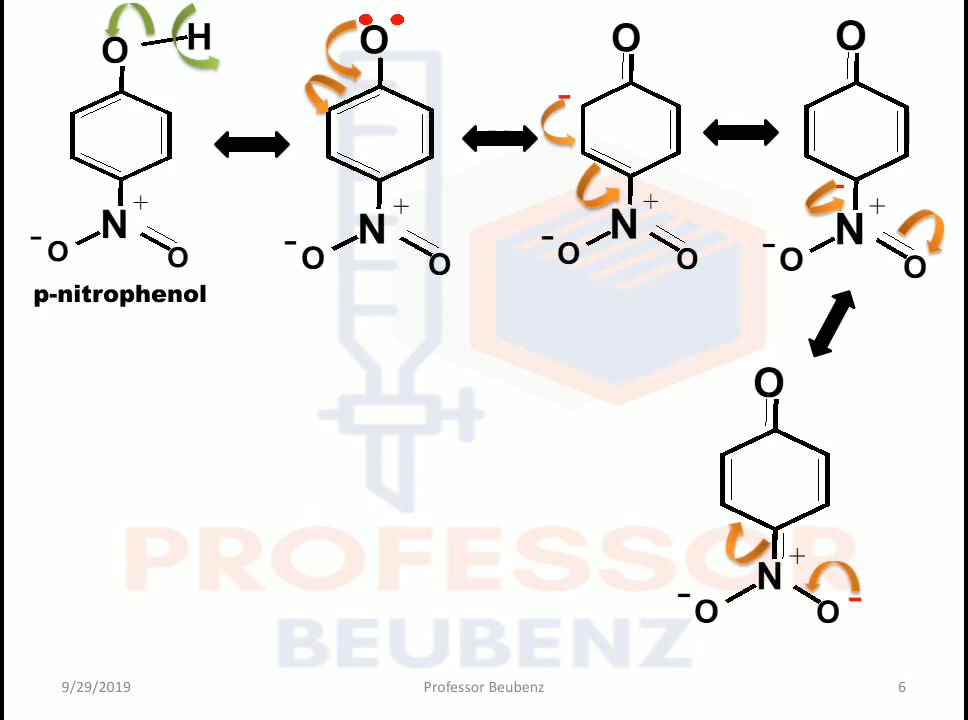 O H
O
O
O
N +
N +
N +
N +
- O O
- O O
- O O
- O O
p-nitrophenol
O
N +
- O O -
PROFESSOR
BEUBENZ
9/29/2019 Professor Beubenz 6